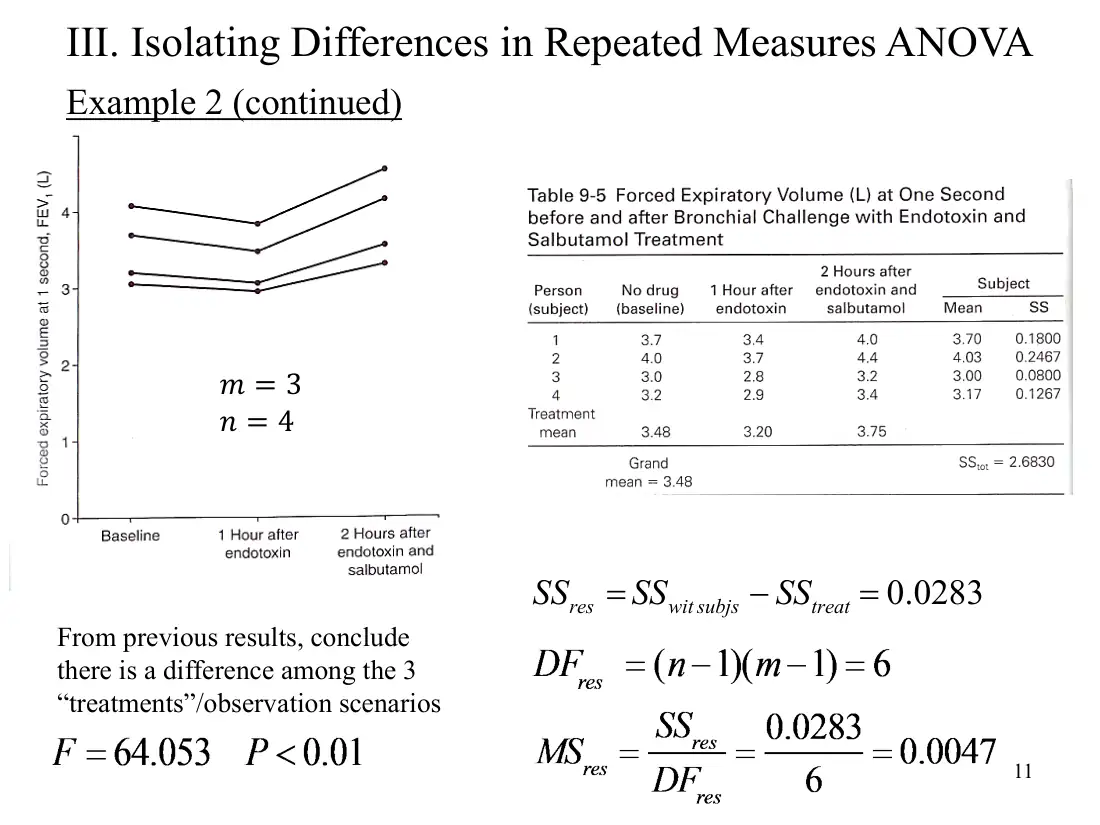 III. Isolating Differences in Repeated Measures ANOVA
Example 2 (continued)
Forced expiratory volume at 1 second, FEV₁ (L)
4
3
2
1
0
m = 3
n = 4
Baseline
1 Hour after
endotoxin
2 Hours after
endotoxin and
salbutamol
Table 9-5 Forced Expiratory Volume (L) at One Second
before and after Bronchial Challenge with Endotoxin and
Salbutamol Treatment
Person (subject) No drug (baseline) 1 Hour after endotoxin 2 Hours after endotoxin and salbutamol Subject Mean SS
1 3.7 3.4 4.0 3.70 0.1800
2 4.0 3.7 4.4 4.03 0.2467
3 3.0 2.8 3.2 3.00 0.0800
4 3.2 2.9 3.4 3.17 0.1267
Treatment
mean 3.48 3.20 3.75
Grand
mean = 3.48
SS_tot = 2.6830
From previous results, conclude
there is a difference among the 3
“treatments”/observation scenarios
F = 64.053 P < 0.01
SS_res = SS_wit subjs − SS_treat = 0.0283
DF_res = (n−1)(m−1) = 6
MS_res = SS_res / DF_res = 0.0283 / 6 = 0.0047
11